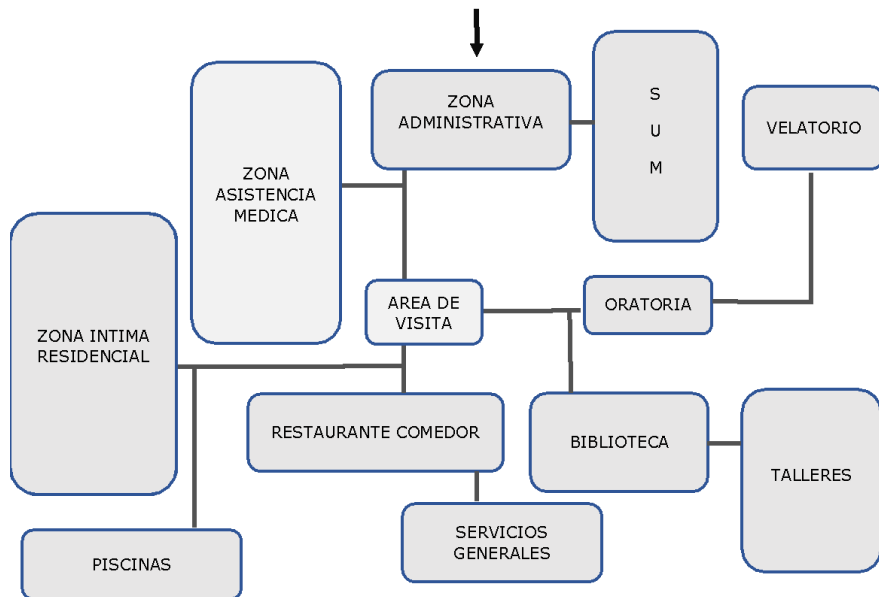 ZONA
ADMINISTRATIVA
S
U
M
VELATORIO
ZONA
ASISTENCIA
MEDICA
AREA DE
VISITA
ORATORIA
ZONA INTIMA
RESIDENCIAL
RESTAURANTE COMEDOR
BIBLIOTECA
TALLERES
SERVICIOS
GENERALES
PISCINAS